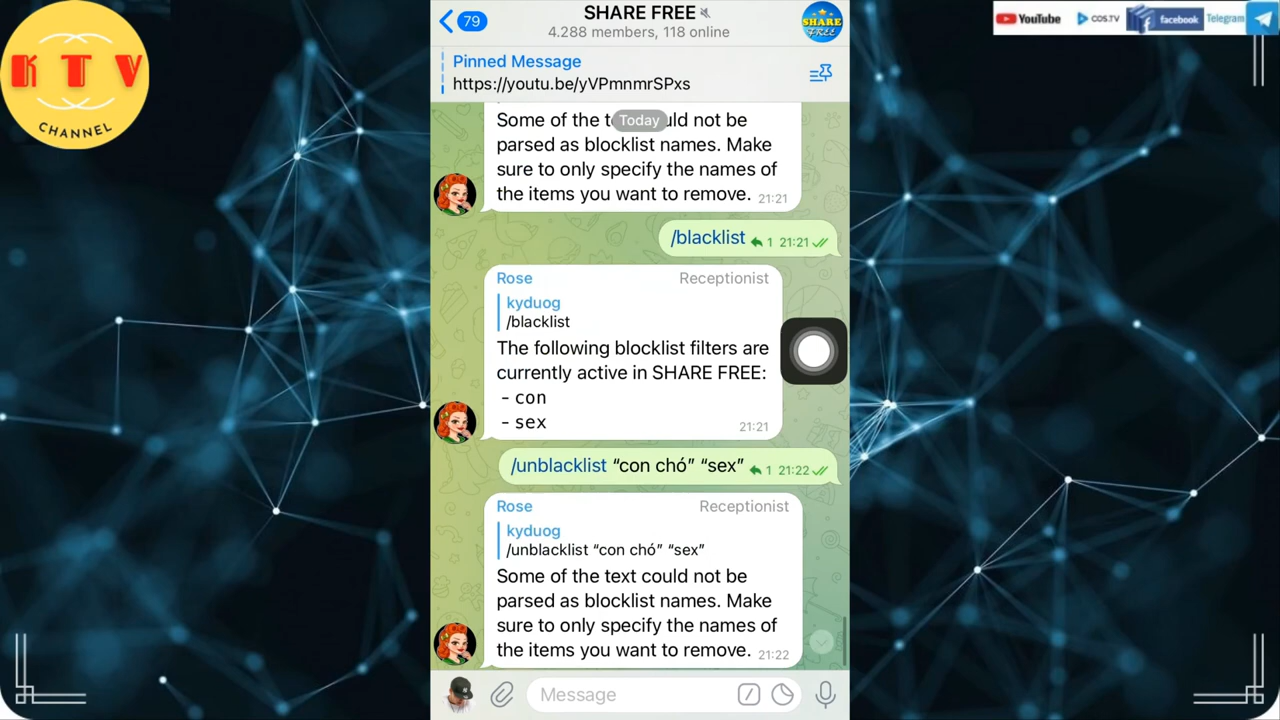 KTV
CHANNEL
YouTube
COS.TV
facebook
Telegram
79
SHARE FREE
4.288 members, 118 online
SHARE
FREE
Pinned Message
https://youtu.be/yVPmnmrSPxs
Today
Some of the t uld not be
parsed as blocklist names. Make
sure to only specify the names of
the items you want to remove. 21:21
/blacklist 1 21:21
Rose Receptionist
kyduog
/blacklist
The following blocklist filters are
currently active in SHARE FREE:
- con
- sex
21:21
/unblacklist “con chó” “sex” 1 21:22
Rose Receptionist
kyduog
/unblacklist “con chó” “sex”
Some of the text could not be
parsed as blocklist names. Make
sure to only specify the names of
the items you want to remove. 21:22
Message